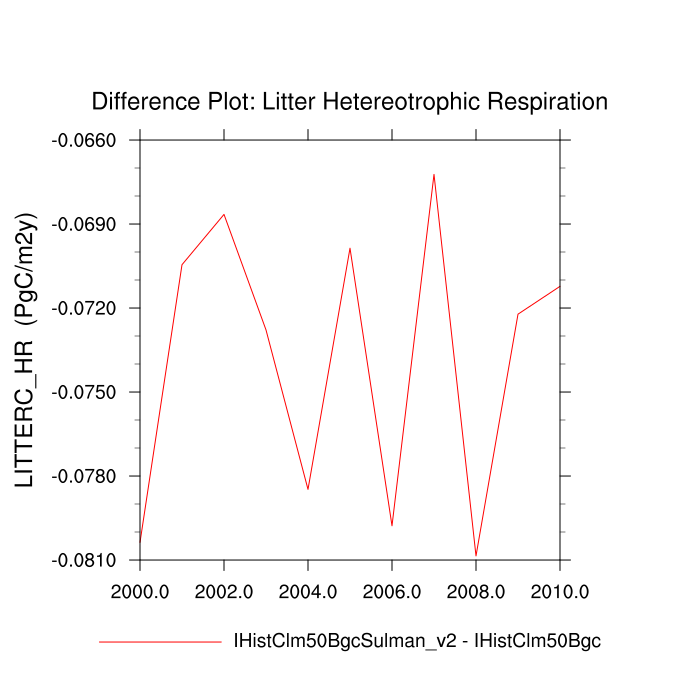 Difference Plot: Litter Hetereotrophic Respiration
-0.0660
-0.0690
-0.0720
-0.0750
-0.0780
-0.0810
LITTERC_HR (PgC/m2y)
2000.0 2002.0 2004.0 2006.0 2008.0 2010.0
IHistClm50BgcSulman_v2 - IHistClm50Bgc